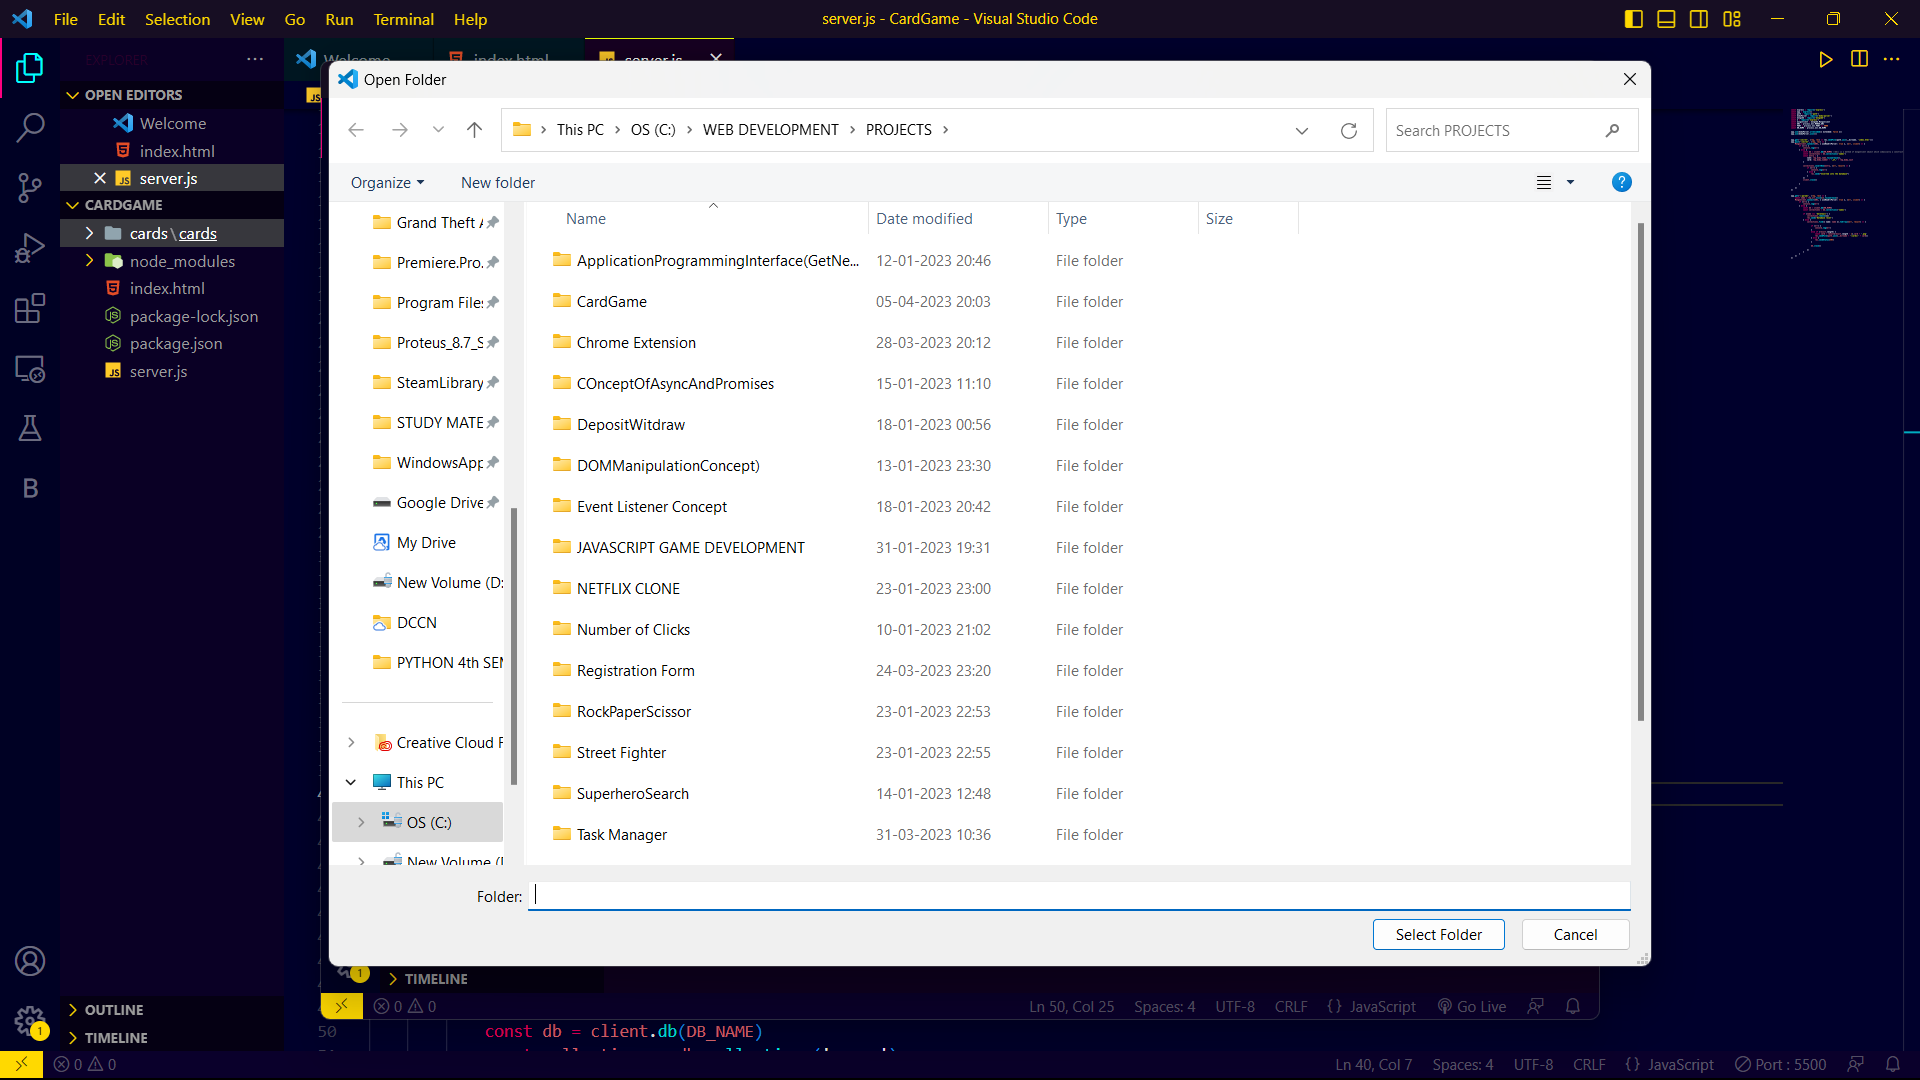 File Edit Selection View Go Run Terminal Help
server.js - CardGame - Visual Studio Code
EXPLORER
Welcome
index.html
server.js
OPEN EDITORS
Welcome
index.html
server.js
CARDGAME
cards\cards
node_modules
index.html
package-lock.json
package.json
server.js
OUTLINE
TIMELINE
Open Folder
This PC > OS (C:) > WEB DEVELOPMENT > PROJECTS >
Search PROJECTS
Organize
New folder
Grand Theft A
Premiere.Pro.
Program Files
Proteus_8.7_S
SteamLibrary
STUDY MATE
WindowsApp
Google Drive
My Drive
New Volume (D:
DCCN
PYTHON 4th SEM
Creative Cloud F
This PC
OS (C:)
New Volume (
Name Date modified Type Size
ApplicationProgrammingInterface(GetNe... 12-01-2023 20:46 File folder
CardGame 05-04-2023 20:03 File folder
Chrome Extension 28-03-2023 20:12 File folder
COnceptOfAsyncAndPromises 15-01-2023 11:10 File folder
DepositWitdraw 18-01-2023 00:56 File folder
DOMManipulationConcept) 13-01-2023 23:30 File folder
Event Listener Concept 18-01-2023 20:42 File folder
JAVASCRIPT GAME DEVELOPMENT 31-01-2023 19:31 File folder
NETFLIX CLONE 23-01-2023 23:00 File folder
Number of Clicks 10-01-2023 21:02 File folder
Registration Form 24-03-2023 23:20 File folder
RockPaperScissor 23-01-2023 22:53 File folder
Street Fighter 23-01-2023 22:55 File folder
SuperheroSearch 14-01-2023 12:48 File folder
Task Manager 31-03-2023 10:36 File folder
Folder:
Select Folder
Cancel
1
TIMELINE
0 0
Ln 50, Col 25 Spaces: 4 UTF-8 CRLF {} JavaScript Go Live
50 const db = client.db(DB_NAME)
1
0 0
Ln 40, Col 7 Spaces: 4 UTF-8 CRLF {} JavaScript Port : 5500